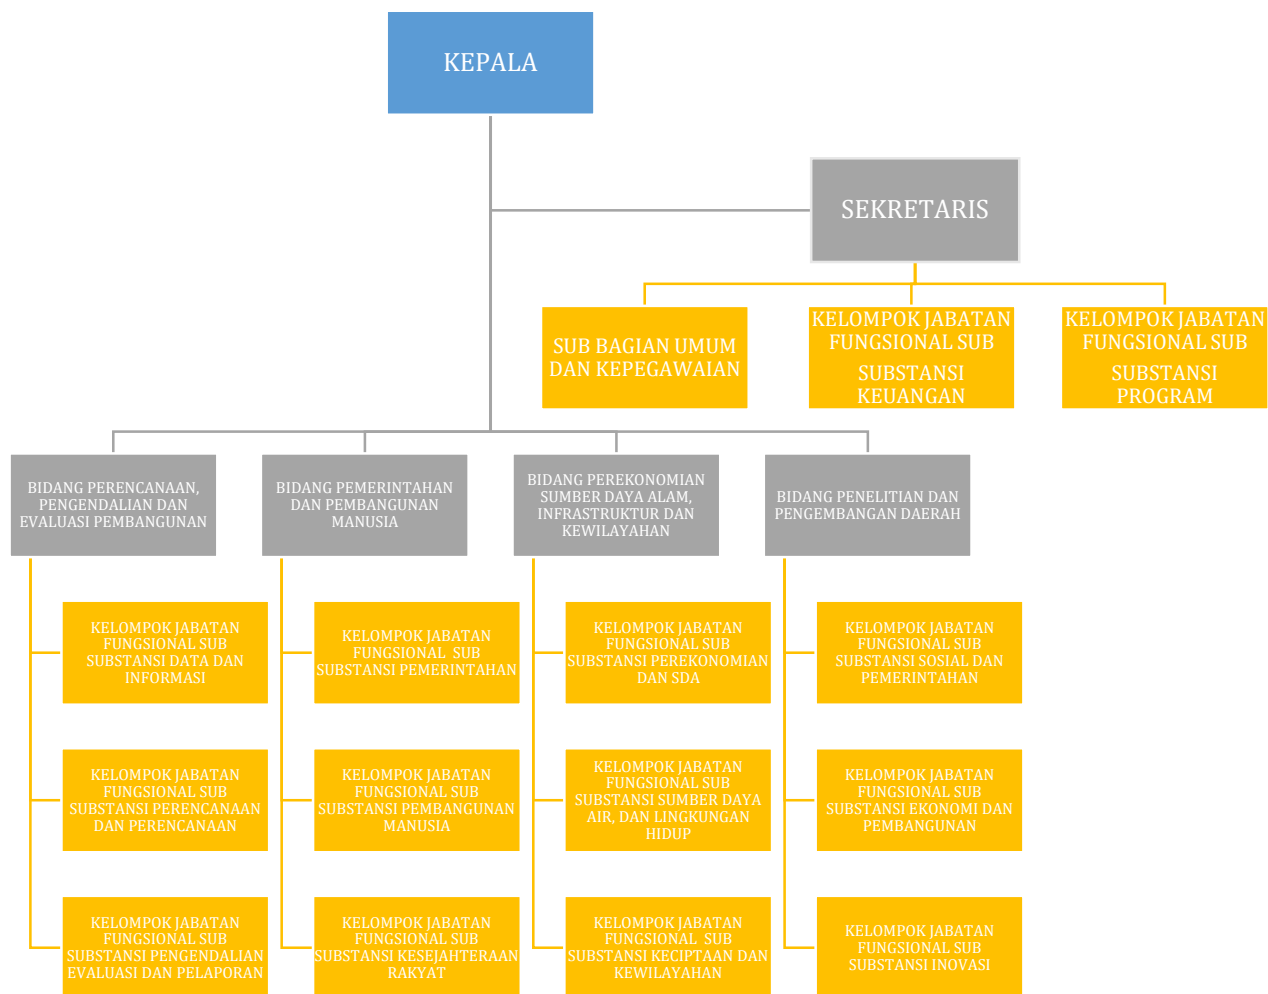 KEPALA
SEKRETARIS
SUB BAGIAN UMUM
DAN KEPEGAWAIAN
KELOMPOK JABATAN
FUNGSIONAL SUB
SUBSTANSI
KEUANGAN
KELOMPOK JABATAN
FUNGSIONAL SUB
SUBSTANSI
PROGRAM
BIDANG PERENCANAAN,
PENGENDALIAN DAN
EVALUASI PEMBANGUNAN
BIDANG PEMERINTAHAN
DAN PEMBANGUNAN
MANUSIA
BIDANG PEREKONOMIAN
SUMBER DAYA ALAM,
INFRASTRUKTUR DAN
KEWILAYAHAN
BIDANG PENELITIAN DAN
PENGEMBANGAN DAERAH
KELOMPOK JABATAN
FUNGSIONAL SUB
SUBSTANSI DATA DAN
INFORMASI
KELOMPOK JABATAN
FUNGSIONAL  SUB
SUBSTANSI PEMERINTAHAN
KELOMPOK JABATAN
FUNGSIONAL SUB
SUBSTANSI PEREKONOMIAN
DAN SDA
KELOMPOK JABATAN
FUNGSIONAL SUB
SUBSTANSI SOSIAL DAN
PEMERINTAHAN
KELOMPOK JABATAN
FUNGSIONAL SUB
SUBSTANSI PERENCANAAN
DAN PERENCANAAN
KELOMPOK JABATAN
FUNGSIONAL SUB
SUBSTANSI PEMBANGUNAN
MANUSIA
KELOMPOK JABATAN
FUNGSIONAL SUB
SUBSTANSI SUMBER DAYA
AIR, DAN LINGKUNGAN
HIDUP
KELOMPOK JABATAN
FUNGSIONAL SUB
SUBSTANSI EKONOMI DAN
PEMBANGUNAN
KELOMPOK JABATAN
FUNGSIONAL SUB
SUBSTANSI PENGENDALIAN
EVALUASI DAN PELAPORAN
KELOMPOK JABATAN
FUNGSIONAL SUB
SUBSTANSI KESEJAHTERAAN
RAKYAT
KELOMPOK JABATAN
FUNGSIONAL  SUB
SUBSTANSI KECIPTAAN DAN
KEWILAYAHAN
KELOMPOK JABATAN
FUNGSIONAL SUB
SUBSTANSI INOVASI